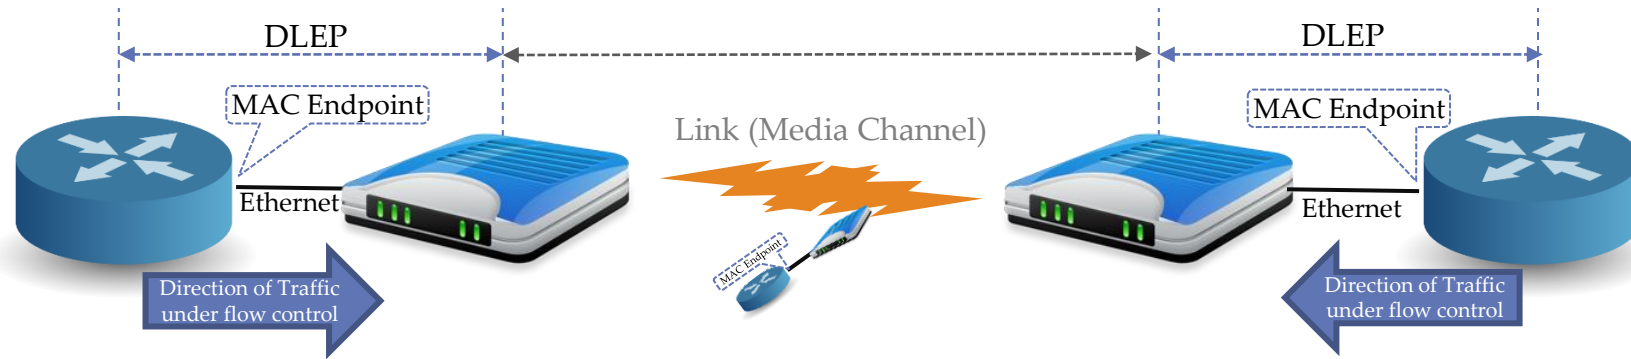 DLEP
DLEP
MAC Endpoint
MAC Endpoint
Link (Media Channel)
Ethernet
Ethernet
MAC Endpoint
Direction of Traffic
under flow control
Direction of Traffic
under flow control